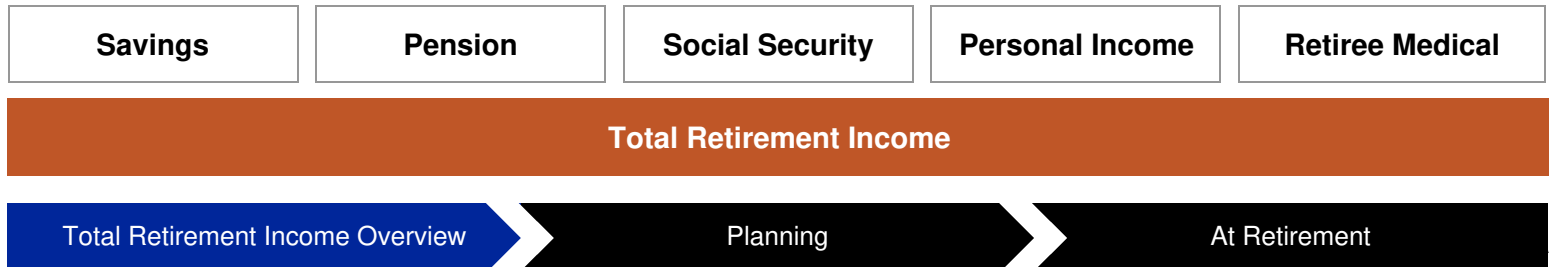 Savings
Pension
Social Security
Personal Income
Retiree Medical
Total Retirement Income
Total Retirement Income Overview
Planning
At Retirement